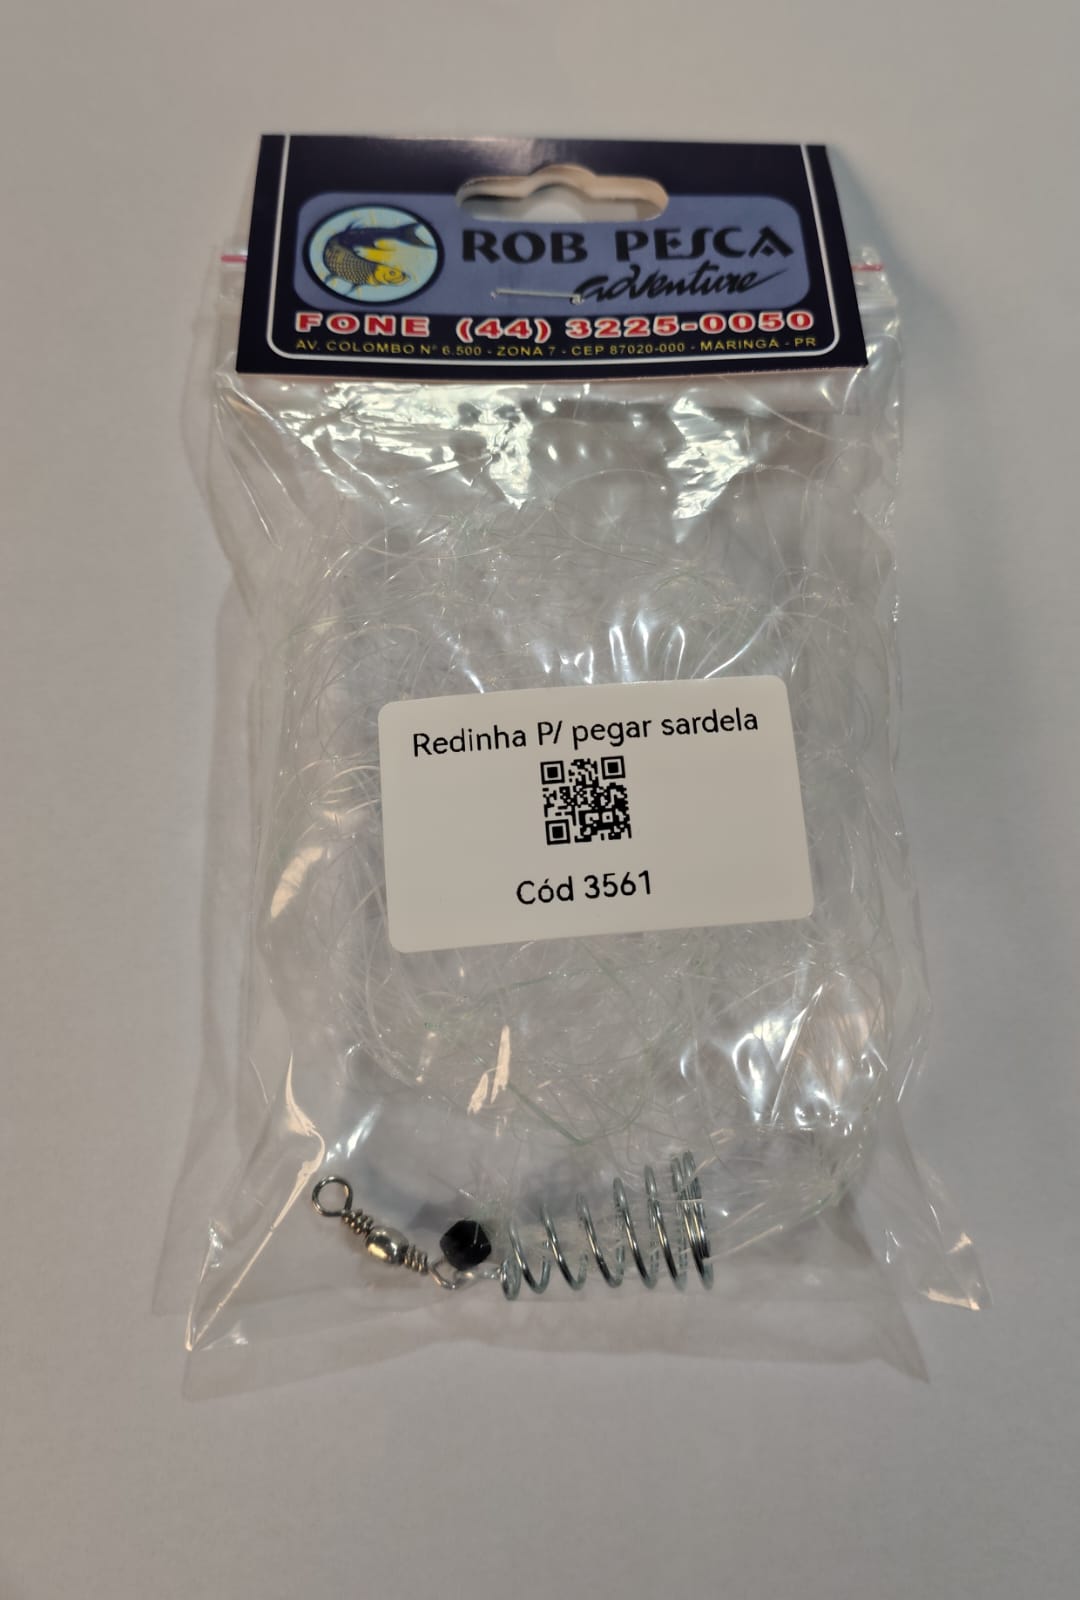 ROB PESCA
adventure
FONE (44) 3225-0050
AV. COLOMBO Nº 6.500 - ZONA 7 - CEP 87020-000 - MARINGÁ - PR
Redinha P/ pegar sardela
Cód 3561